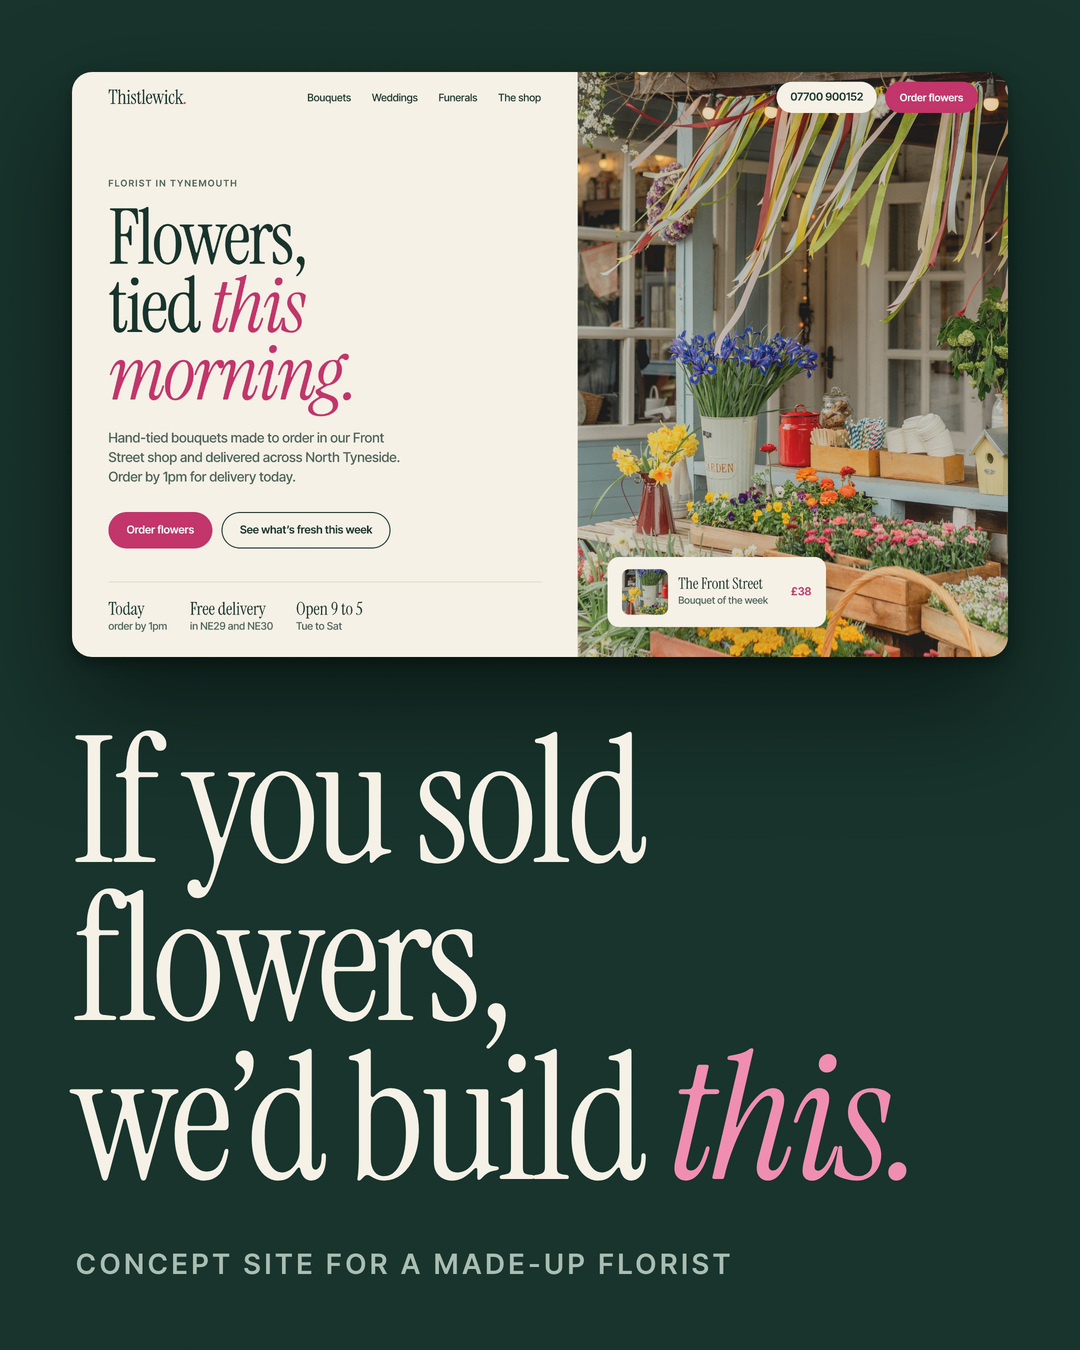 Thistlewick.
Bouquets Weddings Funerals The shop
07700 900152 Order flowers
FLORIST IN TYNEMOUTH
Flowers,
tied this
morning.
Hand-tied bouquets made to order in our Front
Street shop and delivered across North Tyneside.
Order by 1pm for delivery today.
Order flowers See what’s fresh this week
Today Free delivery Open 9 to 5
order by 1pm in NE29 and NE30 Tue to Sat
ARDEN
The Front Street
Bouquet of the week
£38
If you sold
flowers,
we’d build this.
CONCEPT SITE FOR A MADE-UP FLORIST